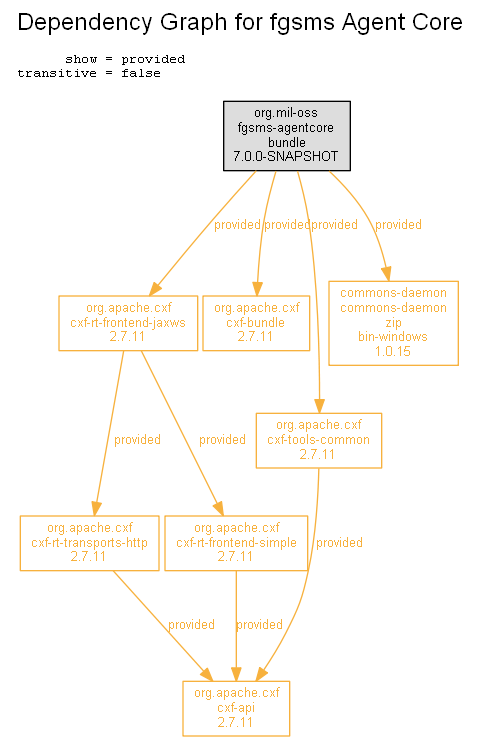 Dependency Graph for fgsms Agent Core
show = provided
transitive = false
org.mil-oss
fgsms-agentcore
bundle
7.0.0-SNAPSHOT
provided
provided
provided
provided
org.apache.cxf
cxf-rt-frontend-jaxws
2.7.11
org.apache.cxf
cxf-bundle
2.7.11
commons-daemon
commons-daemon
zip
bin-windows
1.0.15
org.apache.cxf
cxf-tools-common
2.7.11
provided
provided
org.apache.cxf
cxf-rt-transports-http
2.7.11
org.apache.cxf
cxf-rt-frontend-simple
2.7.11
provided
provided
provided
org.apache.cxf
cxf-api
2.7.11